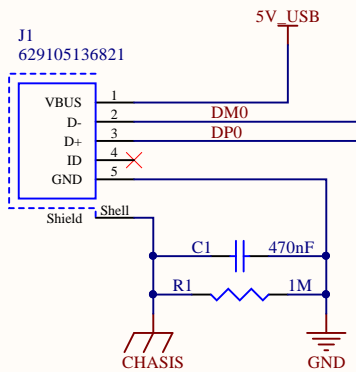 5V_USB
J1
629105136821
VBUS 1
D- 2 DM0
D+ 3 DP0
ID 4
GND 5
Shield Shell
C1 470nF
R1 1M
CHASIS GND